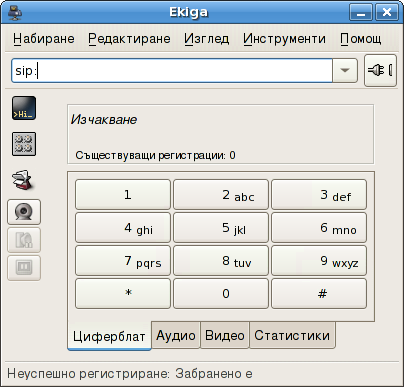 Ekiga
Набиране Редактиране Изглед Инструменти Помощ
sip:
>Hi_
Изчакване
Съществуващи регистрации: 0
1 2 abc 3 def
4 ghi 5 jkl 6 mno
7 pqrs 8 tuv 9 wxyz
* 0 #
Циферблат Аудио Видео Статистики
Неуспешно регистриране: Забранено е